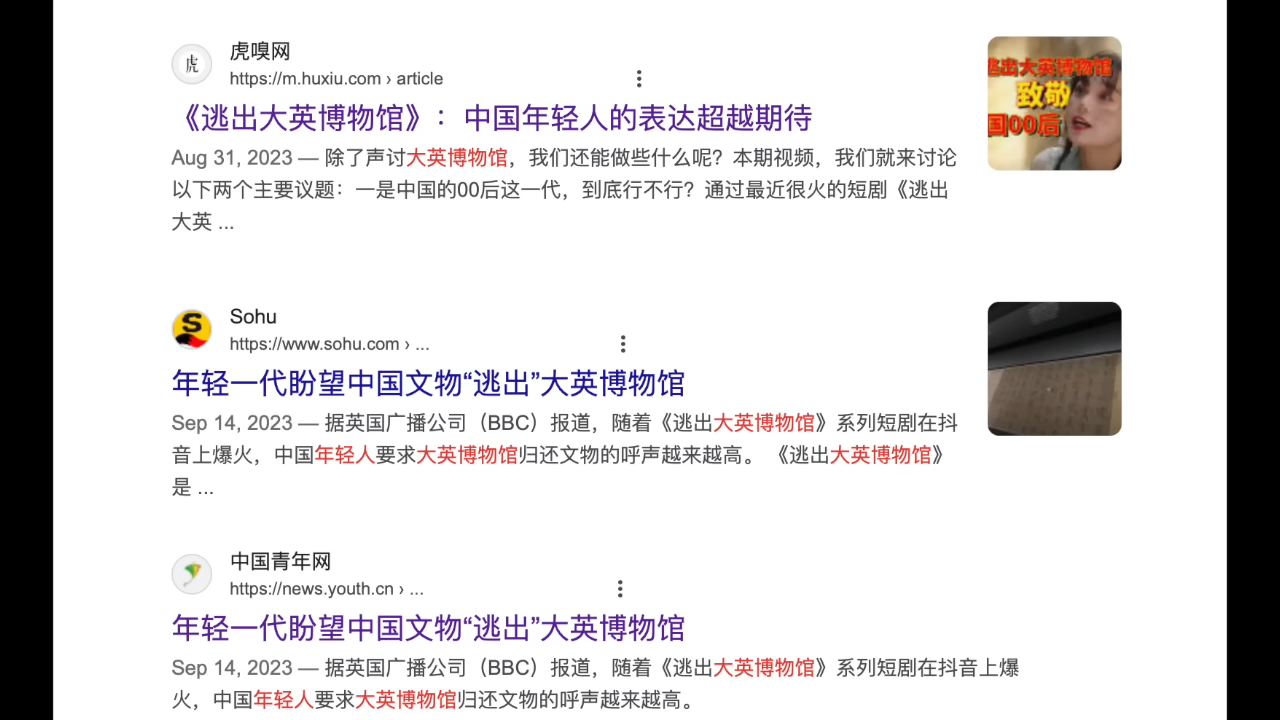 虎嗅网
https://m.huxiu.com › article
虎
《逃出大英博物馆》：中国年轻人的表达超越期待
Aug 31, 2023 — 除了声讨大英博物馆，我们还能做些什么呢？本期视频，我们就来讨论
以下两个主要议题：一是中国的00后这一代，到底行不行？通过最近很火的短剧《逃出
大英 ...
逃出大英博物馆
致敬
国00后
Sohu
https://www.sohu.com › ...
S
年轻一代盼望中国文物“逃出”大英博物馆
Sep 14, 2023 — 据英国广播公司（BBC）报道，随着《逃出大英博物馆》系列短剧在抖
音上爆火，中国年轻人要求大英博物馆归还文物的呼声越来越高。 《逃出大英博物馆》
是 ...
中国青年网
https://news.youth.cn › ...
年轻一代盼望中国文物“逃出”大英博物馆
Sep 14, 2023 — 据英国广播公司（BBC）报道，随着《逃出大英博物馆》系列短剧在抖音上爆
火，中国年轻人要求大英博物馆归还文物的呼声越来越高。